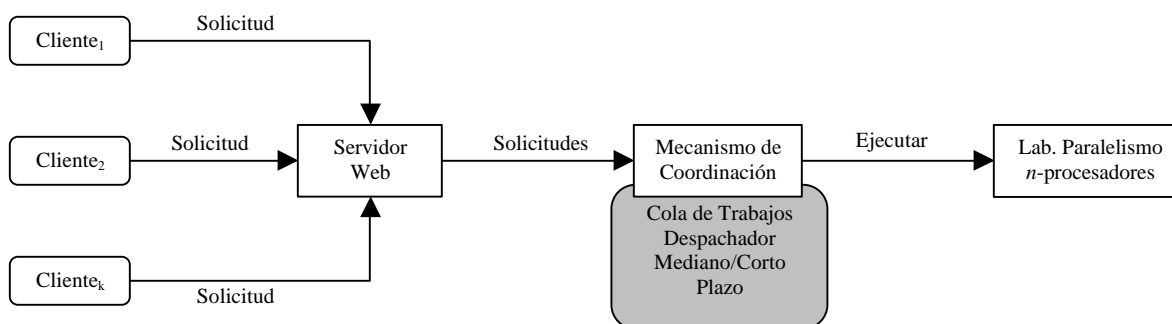 Solicitud
Cliente1
Solicitud
Cliente2
Servidor
Web
Solicitudes
Mecanismo de
Coordinación
Ejecutar
Lab. Paralelismo
n-procesadores
Cola de Trabajos
Despachador
Mediano/Corto
Plazo
Clientek
Solicitud